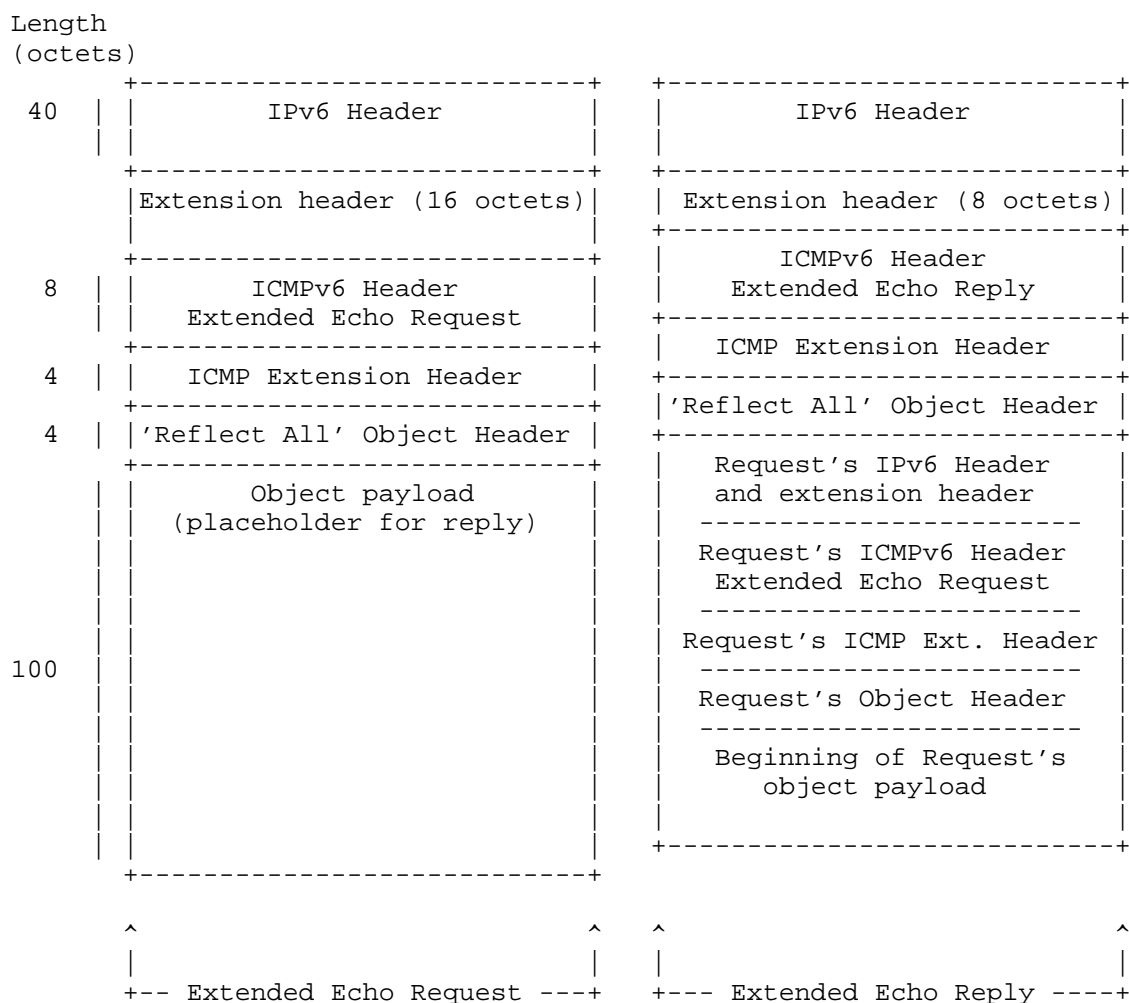 Length
(octets)
+----------------------------+   +----------------------------+
40  | |        IPv6 Header         |   |        IPv6 Header         |
| |                            |   |                            |
+----------------------------+   +----------------------------+
|Extension header (16 octets)|   | Extension header (8 octets)|
|                            |   +----------------------------+
+----------------------------+   |       ICMPv6 Header        |
8  | |       ICMPv6 Header        |   |    Extended Echo Reply     |
| |   Extended Echo Request    |   +----------------------------+
+----------------------------+   |   ICMP Extension Header    |
4  | |   ICMP Extension Header    |   +----------------------------+
+----------------------------+   |'Reflect All' Object Header |
4  | |'Reflect All' Object Header |   +----------------------------+
+----------------------------+   |   Request's IPv6 Header    |
| |       Object payload       |   |   and extension header     |
| |  (placeholder for reply)   |   |  ------------------------  |
| |                            |   |  Request's ICMPv6 Header   |
| |                            |   |   Extended Echo Request    |
| |                            |   |  ------------------------  |
| |                            |   | Request's ICMP Ext. Header |
100  | |                            |   |  ------------------------  |
| |                            |   |  Request's Object Header   |
| |                            |   |  ------------------------  |
| |                            |   |   Beginning of Request's   |
| |                            |   |      object payload        |
| |                            |   |                            |
| |                            |   +----------------------------+
+----------------------------+
^                            ^   ^                            ^
|                            |   |                            |
+-- Extended Echo Request ---+   +--- Extended Echo Reply ----+